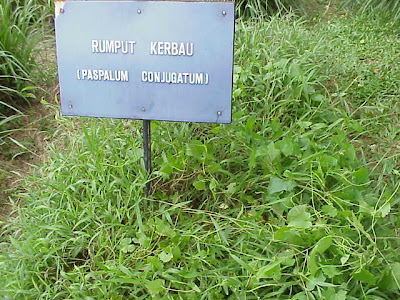 RUMPUT KERBAU
(PASPALUM CONJUGATUM)